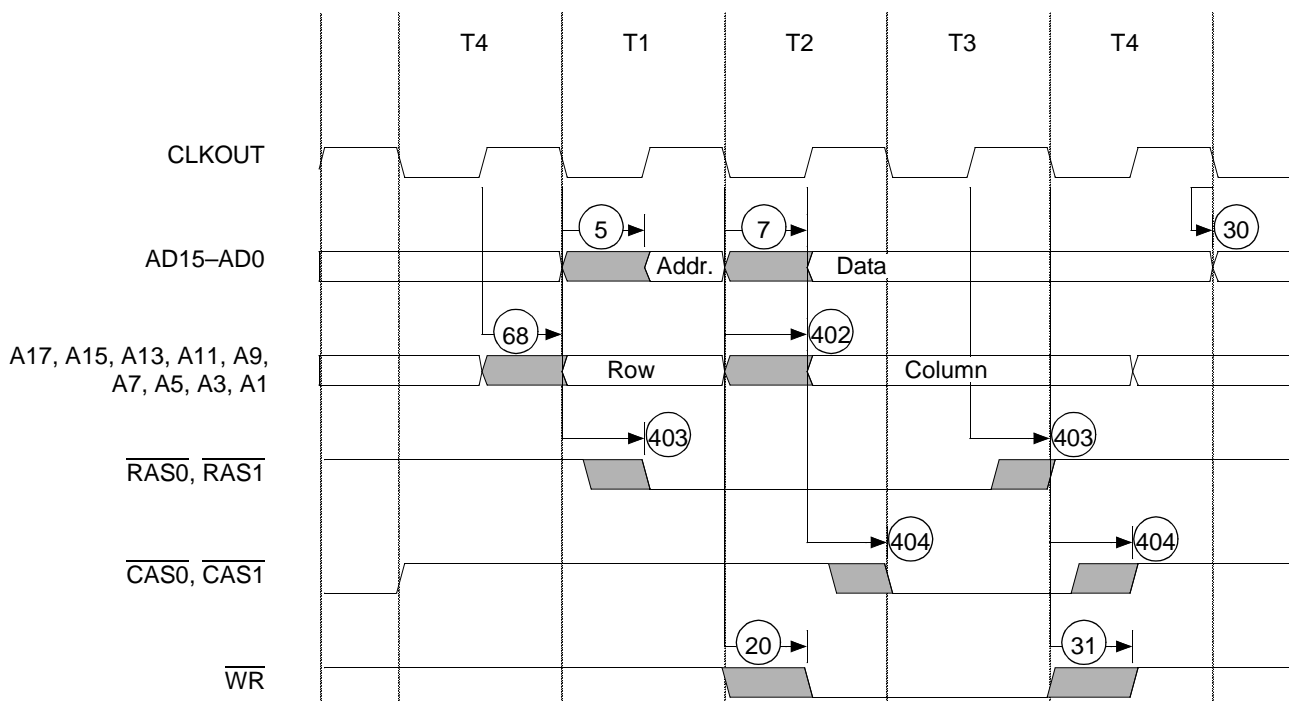 T4 T1 T2 T3 T4
CLKOUT
5 7 30
AD15–AD0 Addr. Data
68 402
A17, A15, A13, A11, A9,
A7, A5, A3, A1
Row Column
403 403
RAS0, RAS1
404 404
CAS0, CAS1
20 31
WR